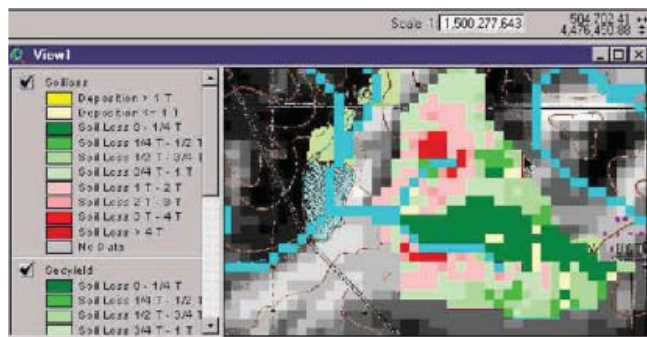 Scale 1: 1,500,277.643
504,702.41
4,476,450.88
View1
Soilloss
Deposition > 1 T
Deposition <= 1 T
Soil Loss 0 - 1/4 T
Soil Loss 1/4 T - 1/2 T
Soil Loss 1/2 T - 3/4 T
Soil Loss 3/4 T - 1 T
Soil Loss 1 T - 2 T
Soil Loss 2 T - 3 T
Soil Loss 3 T - 4 T
Soil Loss > 4 T
No Data
Sedyield
Soil Loss 0 - 1/4 T
Soil Loss 1/4 T - 1/2 T
Soil Loss 1/2 T - 3/4 T
Soil Loss 3/4 T - 1 T